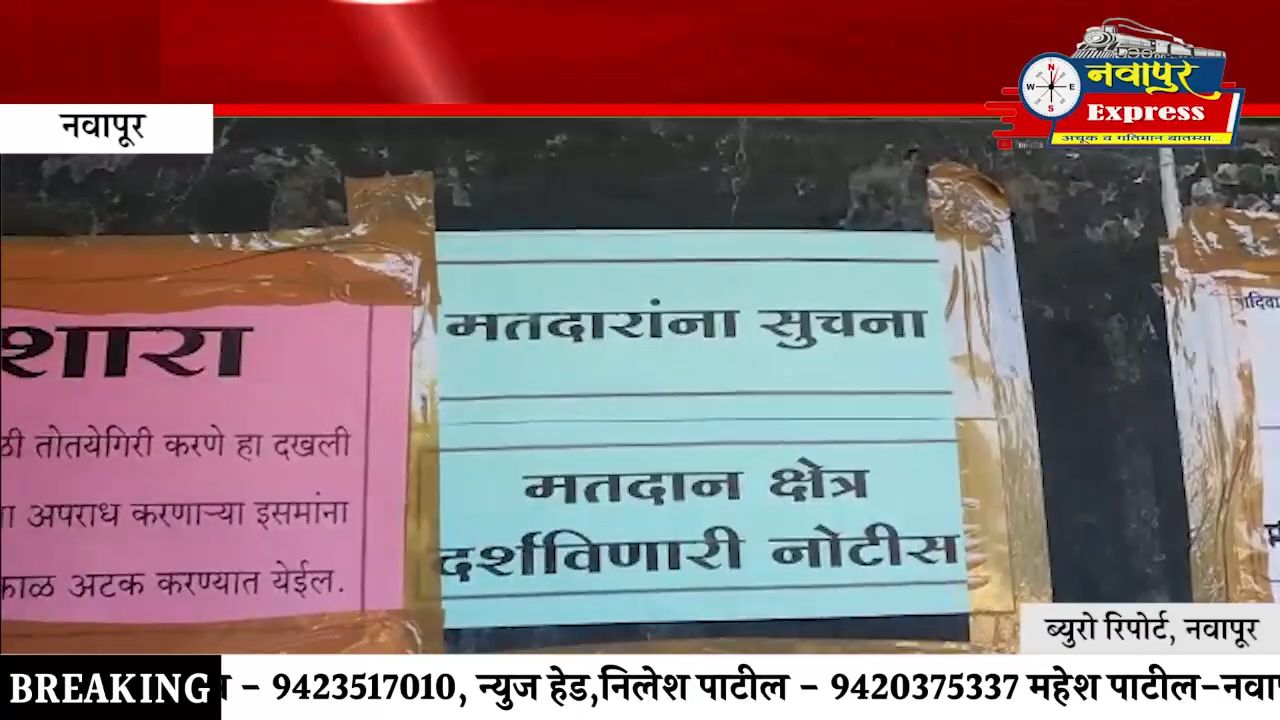 नवापूर
नवापुर
Express
अचूक व गतिमान बातम्या...
N
W E
S
शारा
तोतयेगिरी करणे हा दखली
अपराध करणाऱ्या इसमांना
अटक करण्यात येईल.
मतदारांना सुचना
मतदान क्षेत्र
दर्शविणारी नोटीस
ब्युरो रिपोर्ट, नवापूर
BREAKING
– 9423517010, न्युज हेड,निलेश पाटील – 9420375337 महेश पाटील–नवापु